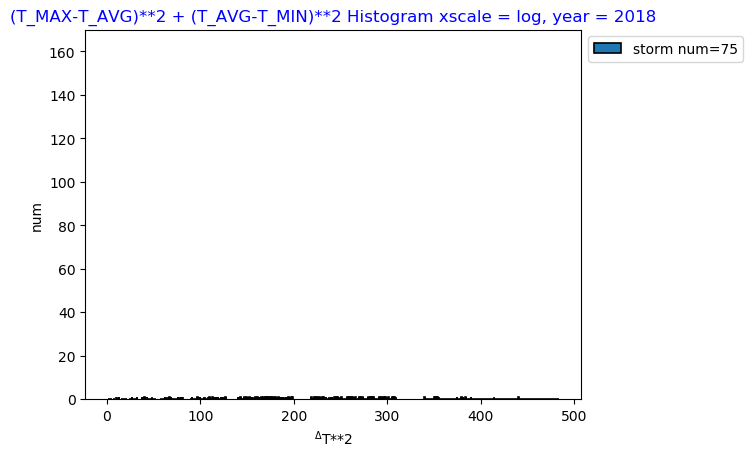 (T_MAX-T_AVG)**2 + (T_AVG-T_MIN)**2 Histogram xscale = log, year = 2018
storm num=75
160
140
120
100
80
60
40
20
0
num
0 100 200 300 400 500
ΔT**2